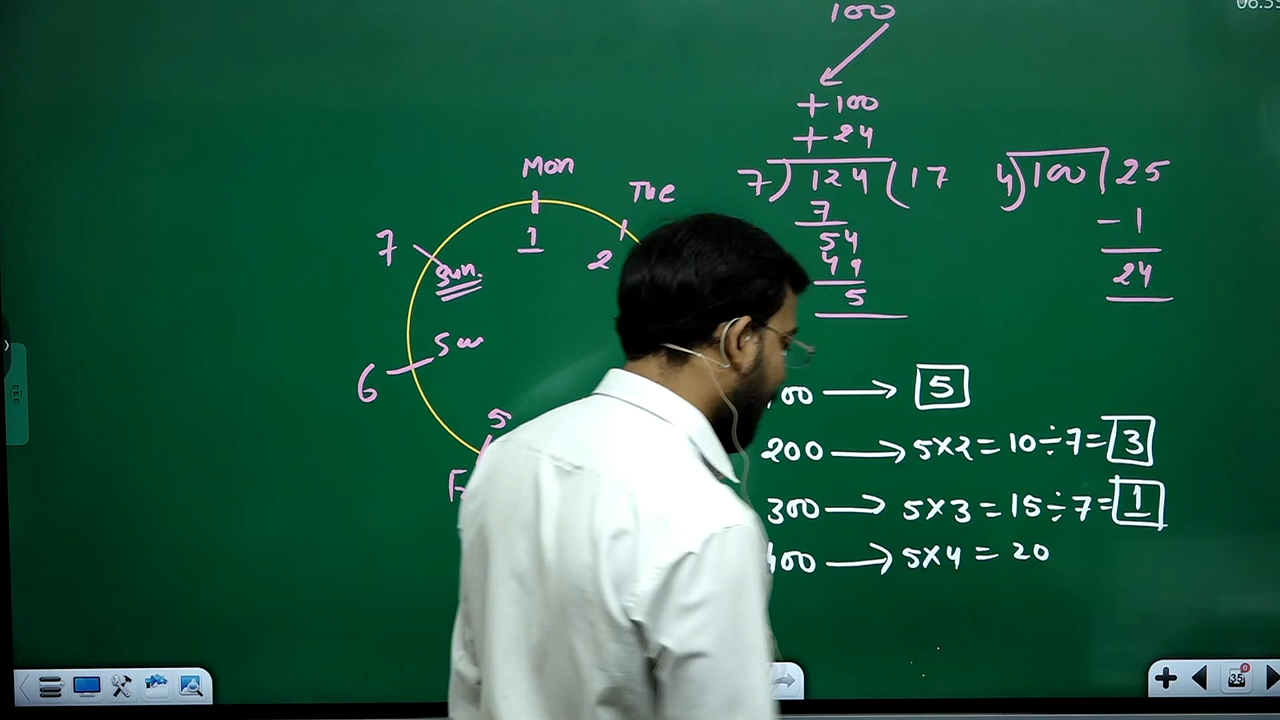 100
+100
+24
7) 124 ( 17
7
54
49
5
4) 100 25
-1
24
Mon
1
Tue
2
7
Sun.
6
5
100 → 5
200 → 5×2 = 10÷7= 3
300 → 5×3 = 15÷7= 1
400 → 5×4 = 20
35